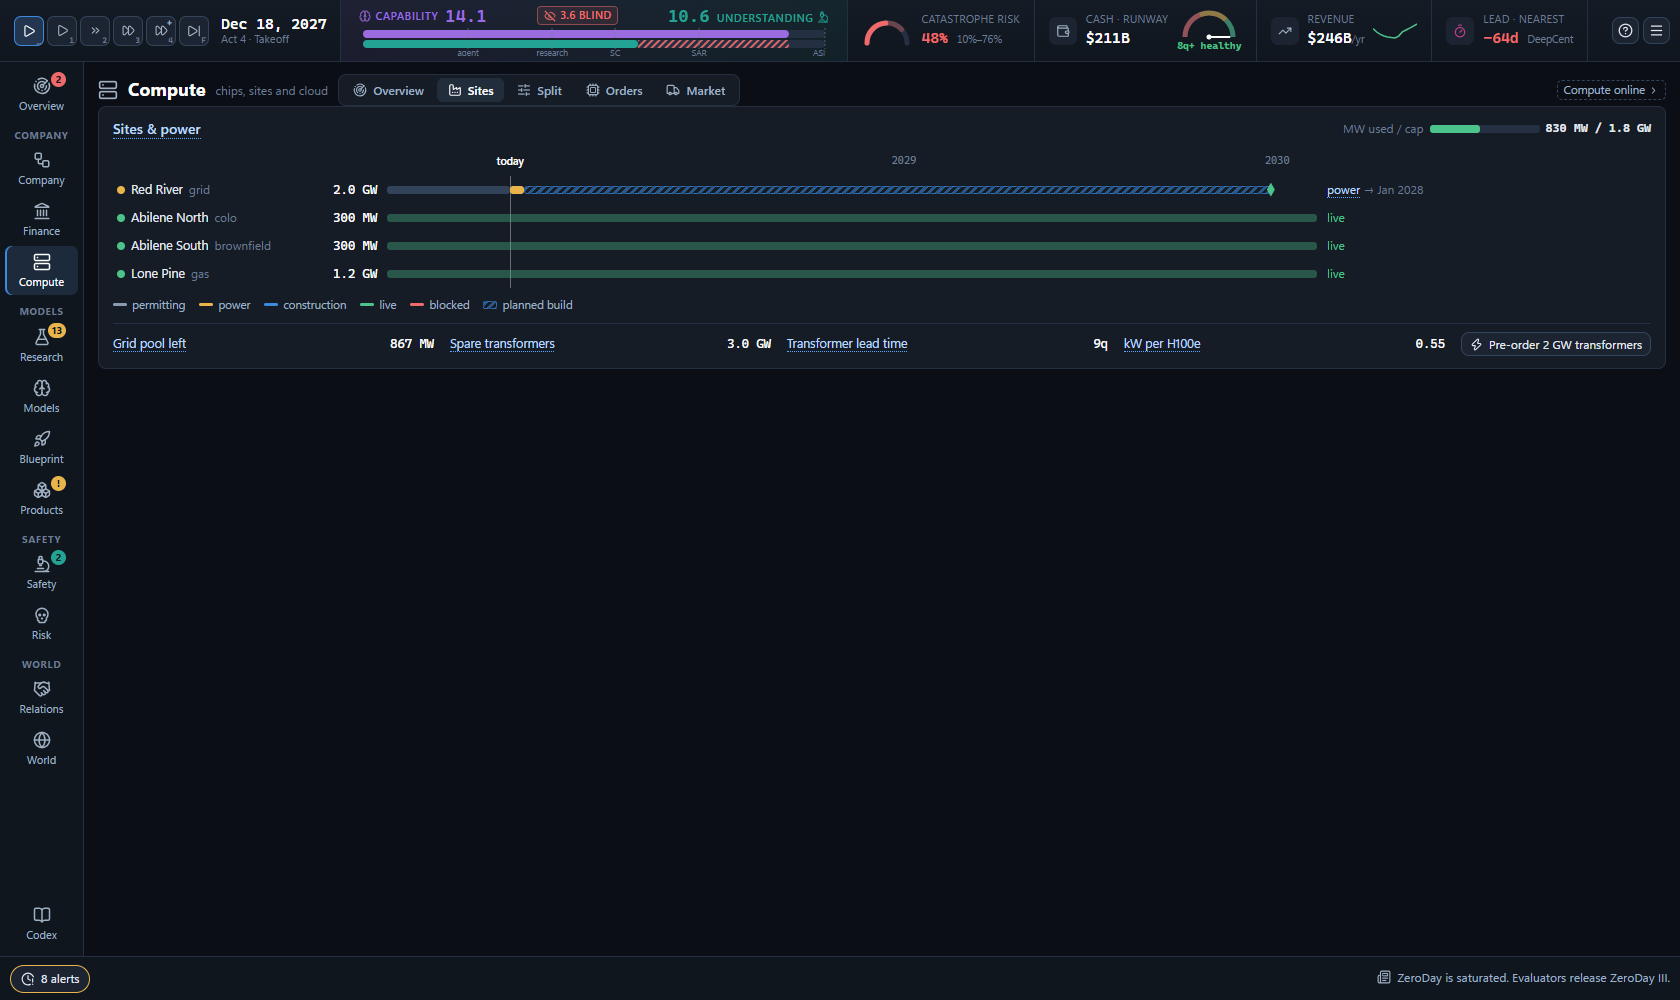 1
2
3
4
F
Dec 18, 2027
Act 4 · Takeoff
CAPABILITY 14.1
3.6 BLIND
10.6 UNDERSTANDING
agent research SC SAR ASI
CATASTROPHE RISK
48% 10%–76%
CASH · RUNWAY
$211B
8q+ healthy
REVENUE
$246B/yr
LEAD · NEAREST
−64d DeepCent
2
Overview
COMPANY
Company
Finance
Compute
MODELS
13
Research
Models
Blueprint
!
Products
SAFETY
2
Safety
Risk
WORLD
Relations
World
Codex
Compute chips, sites and cloud
Overview Sites Split Orders Market
Compute online ›
Sites & power
MW used / cap 830 MW / 1.8 GW
today 2029 2030
Red River grid 2.0 GW power → Jan 2028
Abilene North colo 300 MW live
Abilene South brownfield 300 MW live
Lone Pine gas 1.2 GW live
permitting power construction live blocked planned build
Grid pool left 867 MW Spare transformers 3.0 GW Transformer lead time 9q kW per H100e 0.55 Pre-order 2 GW transformers
8 alerts
ZeroDay is saturated. Evaluators release ZeroDay III.